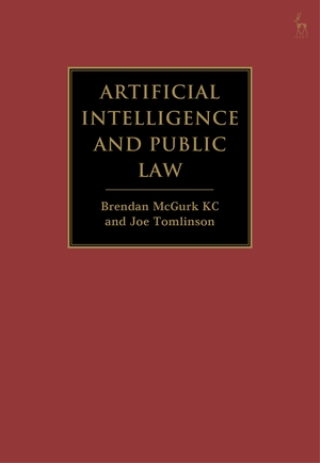 ARTIFICIAL
INTELLIGENCE
AND PUBLIC
LAW
Brendan McGurk KC
and Joe Tomlinson